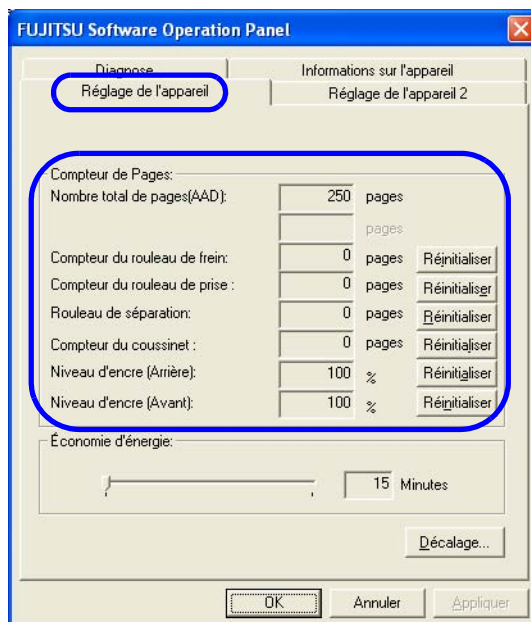 FUJITSU Software Operation Panel
Diagnose Informations sur l'appareil
Réglage de l'appareil Réglage de l'appareil 2
Compteur de Pages:
Nombre total de pages(AAD): 250 pages
pages
Compteur du rouleau de frein: 0 pages Réinitialiser
Compteur du rouleau de prise : 0 pages Réinitialiser
Rouleau de séparation: 0 pages Réinitialiser
Compteur du coussinet : 0 pages Réinitialiser
Niveau d'encre (Arrière): 100 % Réinitialiser
Niveau d'encre (Avant): 100 % Réinitialiser
Économie d'énergie:
15 Minutes
Décalage...
OK Annuler Appliquer